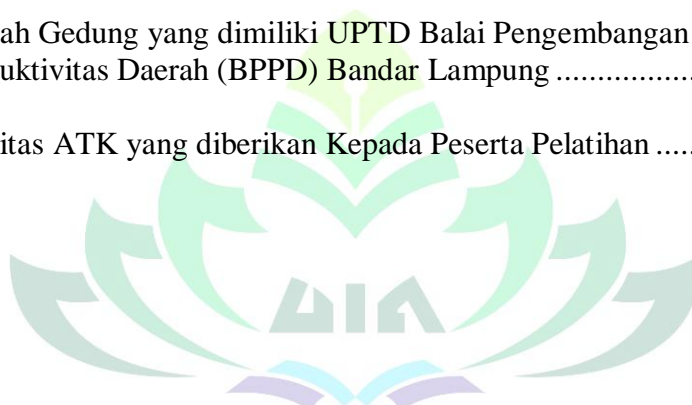 ah Gedung yang dimiliki UPTD Balai Pengembangan
uktivitas Daerah (BPPD) Bandar Lampung .................
itas ATK yang diberikan Kepada Peserta Pelatihan .....
UIN